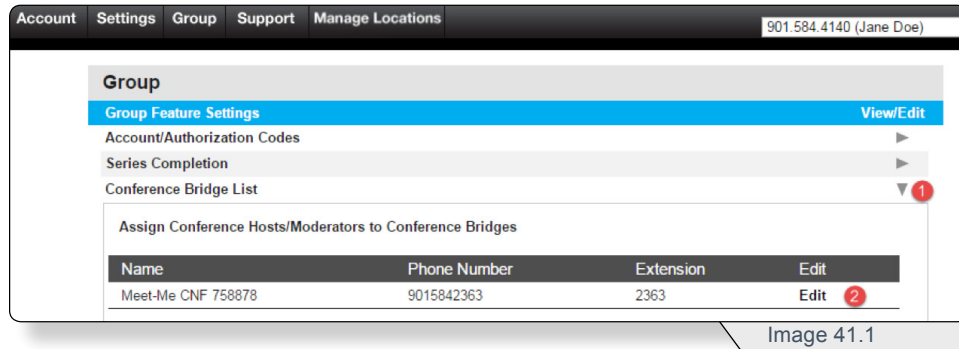 Account Settings Group Support Manage Locations
901.584.4140 (Jane Doe)
Group
Group Feature Settings View/Edit
Account/Authorization Codes
Series Completion
Conference Bridge List 1
Assign Conference Hosts/Moderators to Conference Bridges
Name Phone Number Extension Edit
Meet-Me CNF 758878 9015842363 2363 Edit 2
Image 41.1